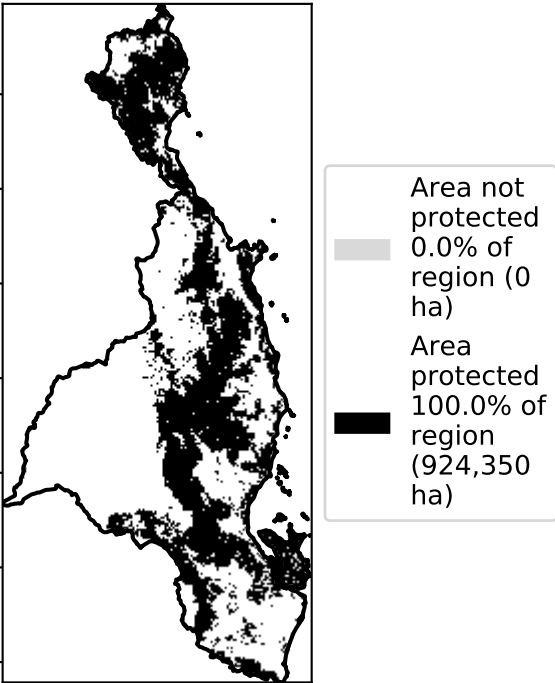 Area not
protected
0.0% of
region (0
ha)
Area
protected
100.0% of
region
(924,350
ha)